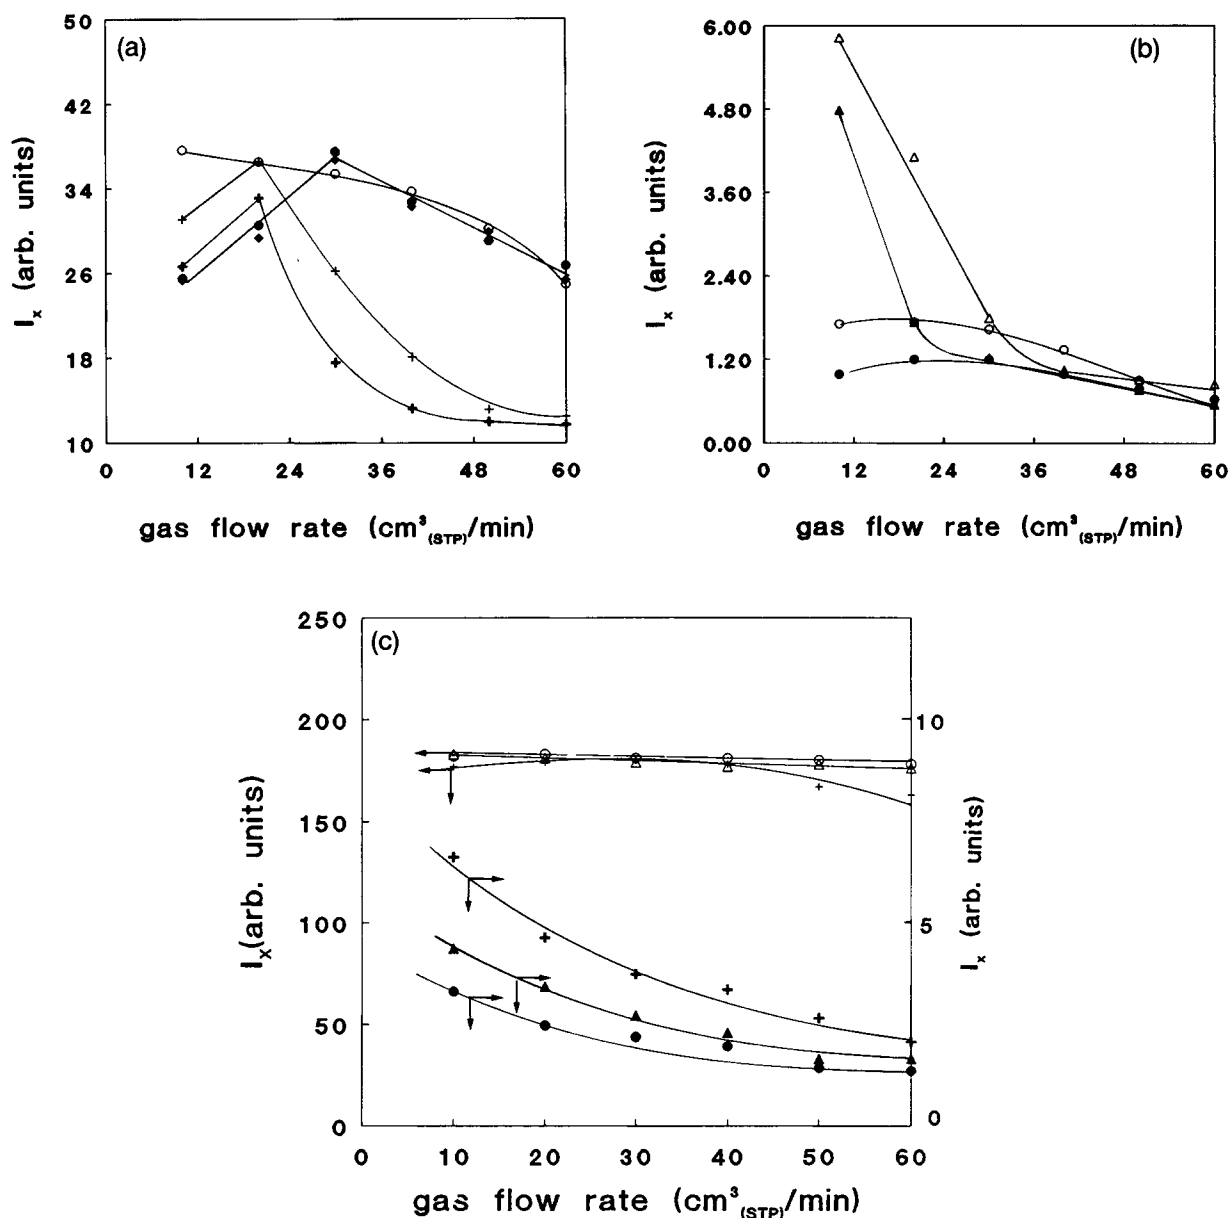 (a)
50
42
34
26
18
10
I_x (arb. units)
0 12 24 36 48 60
gas flow rate (cm³(STP)/min)
(b)
6.00
4.80
3.60
2.40
1.20
0.00
I_x (arb. units)
0 12 24 36 48 60
gas flow rate (cm³(STP)/min)
(c)
250
200
150
100
50
0
I_x(arb. units)
10
5
0
I_x (arb. units)
0 10 20 30 40 50 60
gas flow rate (cm³(STP)/min)